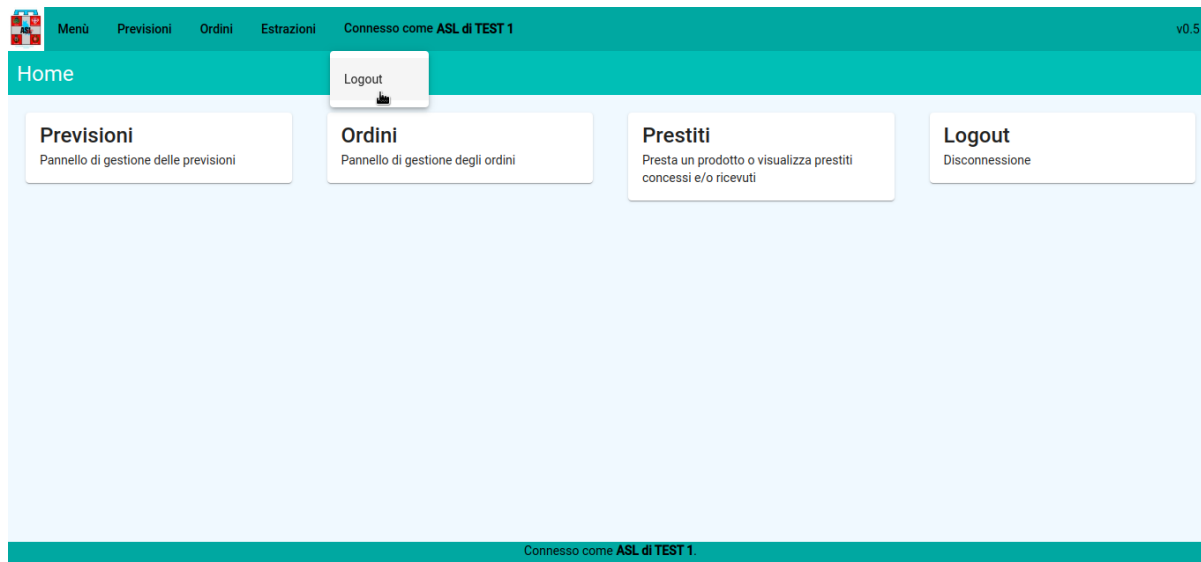 ASL
Menù Previsioni Ordini Estrazioni Connesso come ASL di TEST 1 v0.5
Home
Logout
Previsioni
Pannello di gestione delle previsioni
Ordini
Pannello di gestione degli ordini
Prestiti
Presta un prodotto o visualizza prestiti
concessi e/o ricevuti
Logout
Disconnessione
Connesso come ASL di TEST 1.